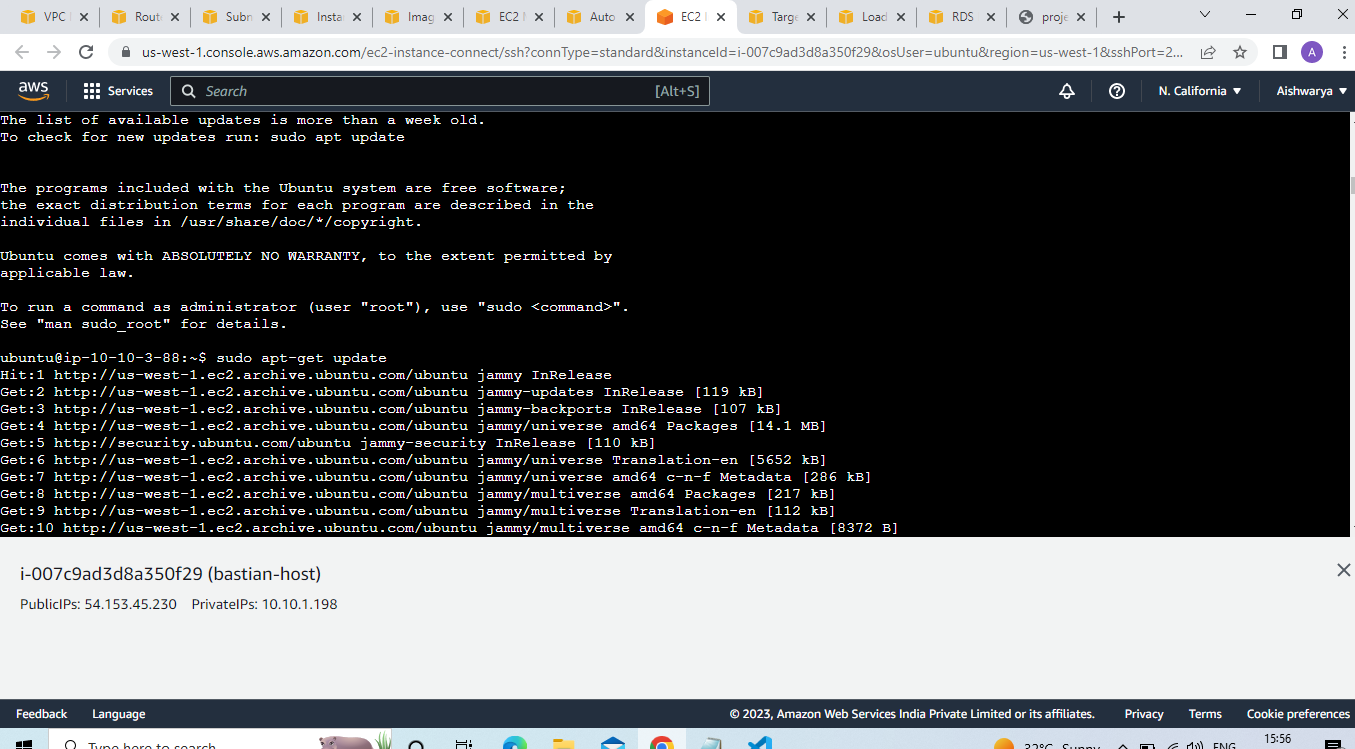 VPC
Rout
Subn
Insta
Imag
EC2
Auto
EC2
Targe
Load
RDS
proje
us-west-1.console.aws.amazon.com/ec2-instance-connect/ssh?connType=standard&instanceId=i-007c9ad3d8a350f29&osUser=ubuntu&region=us-west-1&sshPort=2...
A
aws
Services
Search
[Alt+S]
N. California
Aishwarya
The list of available updates is more than a week old.
To check for new updates run: sudo apt update
The programs included with the Ubuntu system are free software;
the exact distribution terms for each program are described in the
individual files in /usr/share/doc/*/copyright.
Ubuntu comes with ABSOLUTELY NO WARRANTY, to the extent permitted by
applicable law.
To run a command as administrator (user "root"), use "sudo <command>".
See "man sudo_root" for details.
ubuntu@ip-10-10-3-88:~$ sudo apt-get update
Hit:1 http://us-west-1.ec2.archive.ubuntu.com/ubuntu jammy InRelease
Get:2 http://us-west-1.ec2.archive.ubuntu.com/ubuntu jammy-updates InRelease [119 kB]
Get:3 http://us-west-1.ec2.archive.ubuntu.com/ubuntu jammy-backports InRelease [107 kB]
Get:4 http://us-west-1.ec2.archive.ubuntu.com/ubuntu jammy/universe amd64 Packages [14.1 MB]
Get:5 http://security.ubuntu.com/ubuntu jammy-security InRelease [110 kB]
Get:6 http://us-west-1.ec2.archive.ubuntu.com/ubuntu jammy/universe Translation-en [5652 kB]
Get:7 http://us-west-1.ec2.archive.ubuntu.com/ubuntu jammy/universe amd64 c-n-f Metadata [286 kB]
Get:8 http://us-west-1.ec2.archive.ubuntu.com/ubuntu jammy/multiverse amd64 Packages [217 kB]
Get:9 http://us-west-1.ec2.archive.ubuntu.com/ubuntu jammy/multiverse Translation-en [112 kB]
Get:10 http://us-west-1.ec2.archive.ubuntu.com/ubuntu jammy/multiverse amd64 c-n-f Metadata [8372 B]
i-007c9ad3d8a350f29 (bastian-host)
PublicIPs: 54.153.45.230 PrivateIPs: 10.10.1.198
Feedback
Language
© 2023, Amazon Web Services India Private Limited or its affiliates.
Privacy
Terms
Cookie preferences
Type here to search
32°C Sunny
ENG
15:56